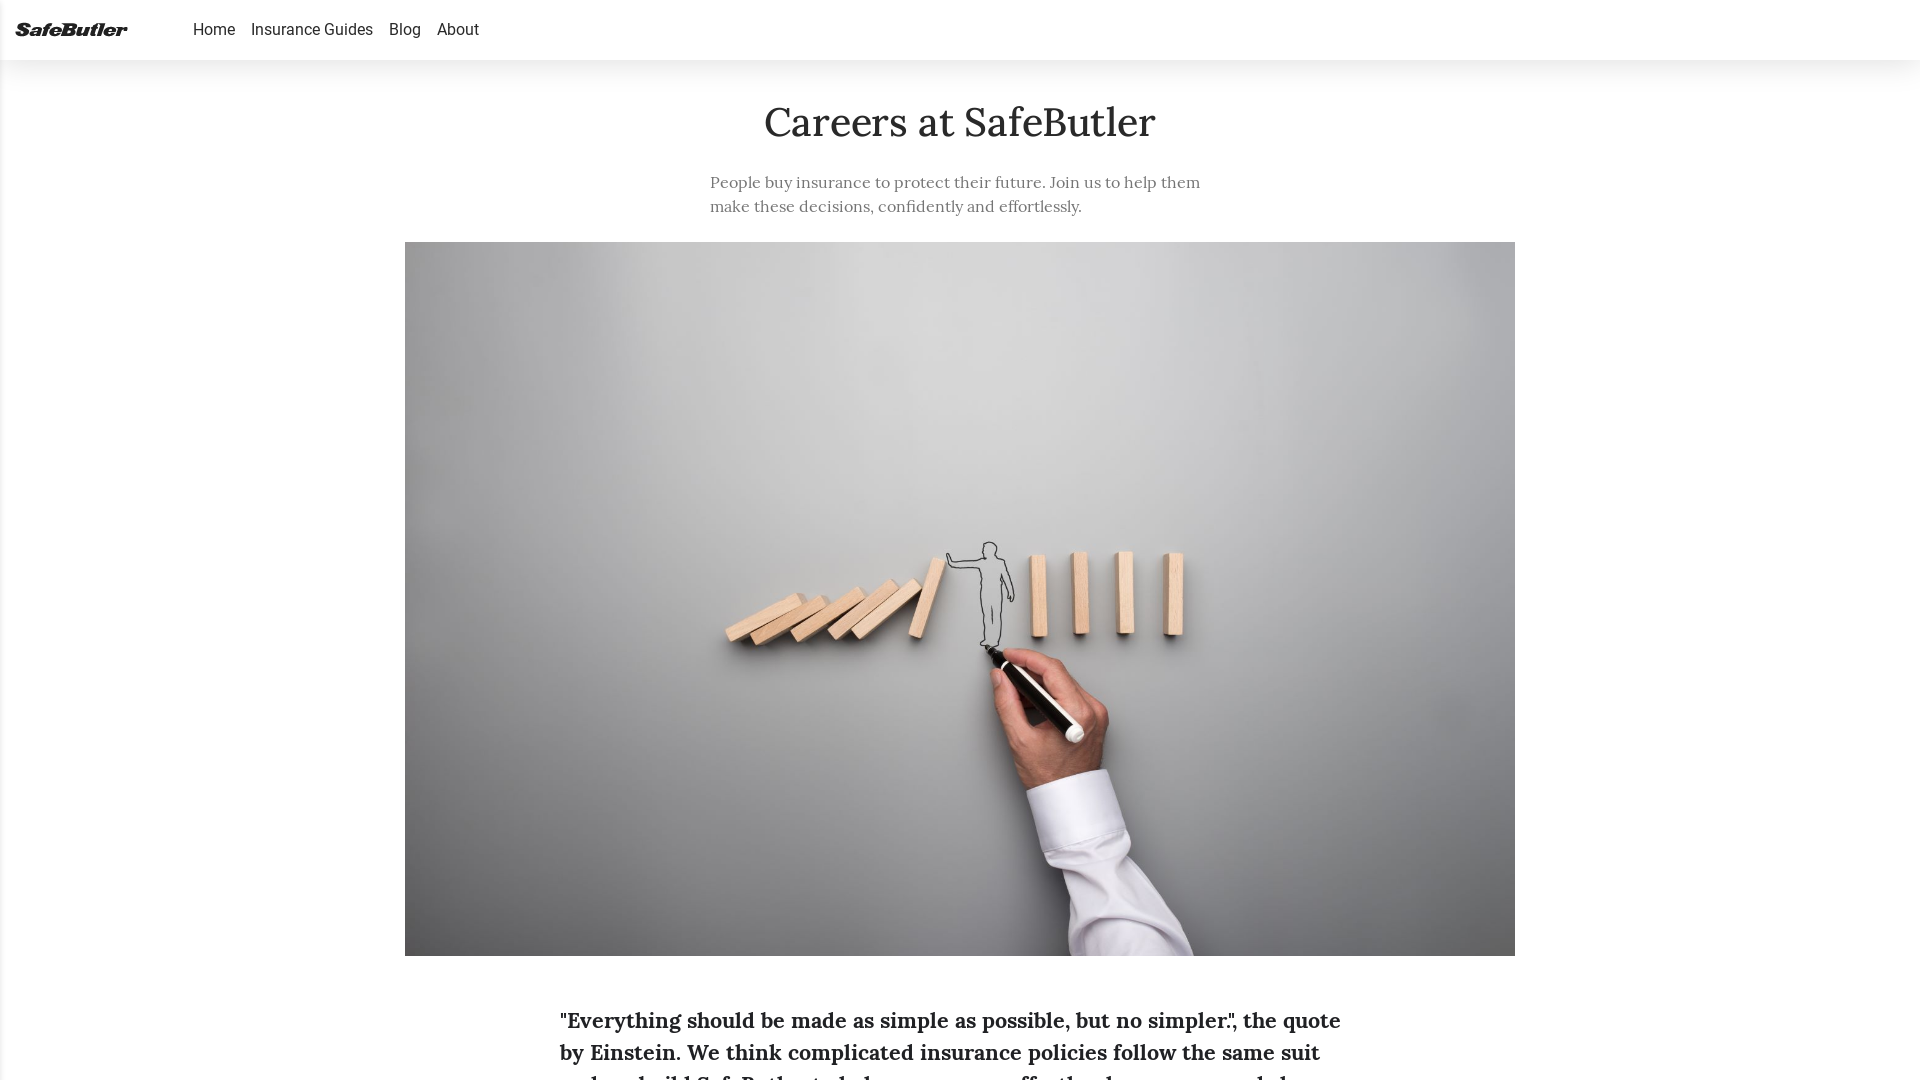 SafeButler
Home Insurance Guides Blog About
Careers at SafeButler
People buy insurance to protect their future. Join us to help them
make these decisions, confidently and effortlessly.
"Everything should be made as simple as possible, but no simpler.", the quote
by Einstein. We think complicated insurance policies follow the same suit